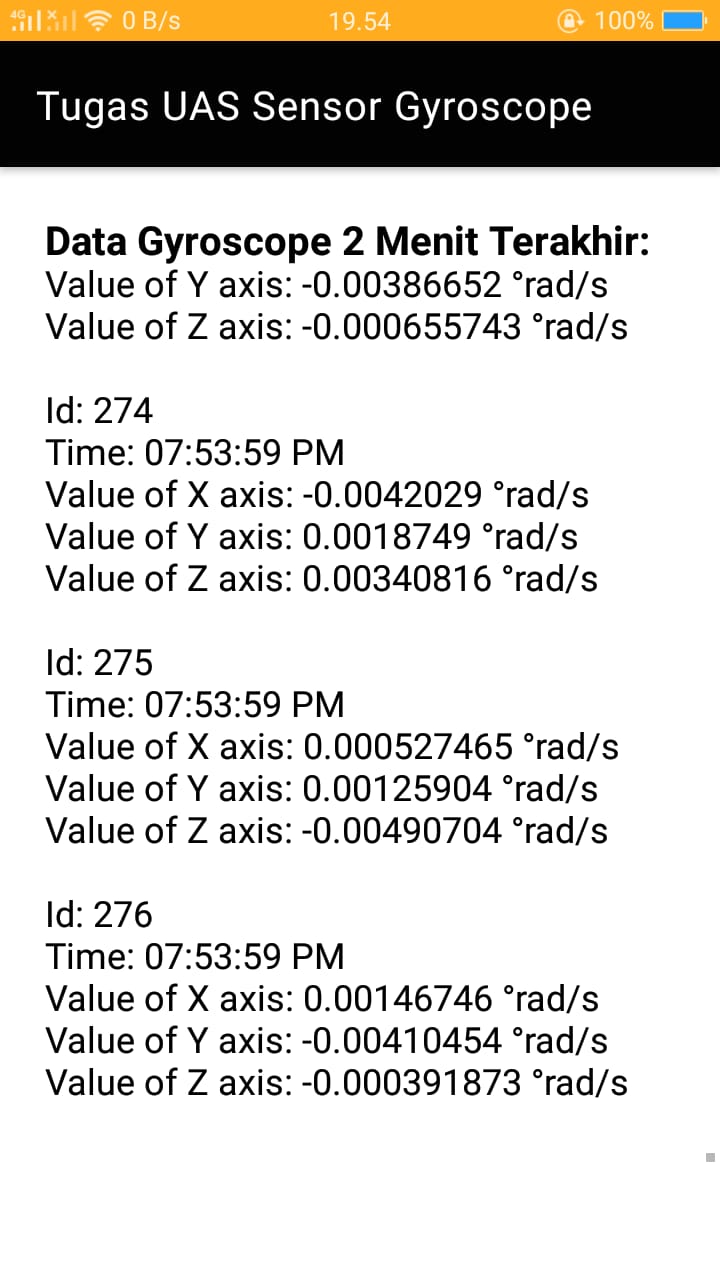 4G 0 B/s 19.54 100%
Tugas UAS Sensor Gyroscope
Data Gyroscope 2 Menit Terakhir:
Value of Y axis: -0.00386652 °rad/s
Value of Z axis: -0.000655743 °rad/s
Id: 274
Time: 07:53:59 PM
Value of X axis: -0.0042029 °rad/s
Value of Y axis: 0.0018749 °rad/s
Value of Z axis: 0.00340816 °rad/s
Id: 275
Time: 07:53:59 PM
Value of X axis: 0.000527465 °rad/s
Value of Y axis: 0.00125904 °rad/s
Value of Z axis: -0.00490704 °rad/s
Id: 276
Time: 07:53:59 PM
Value of X axis: 0.00146746 °rad/s
Value of Y axis: -0.00410454 °rad/s
Value of Z axis: -0.000391873 °rad/s